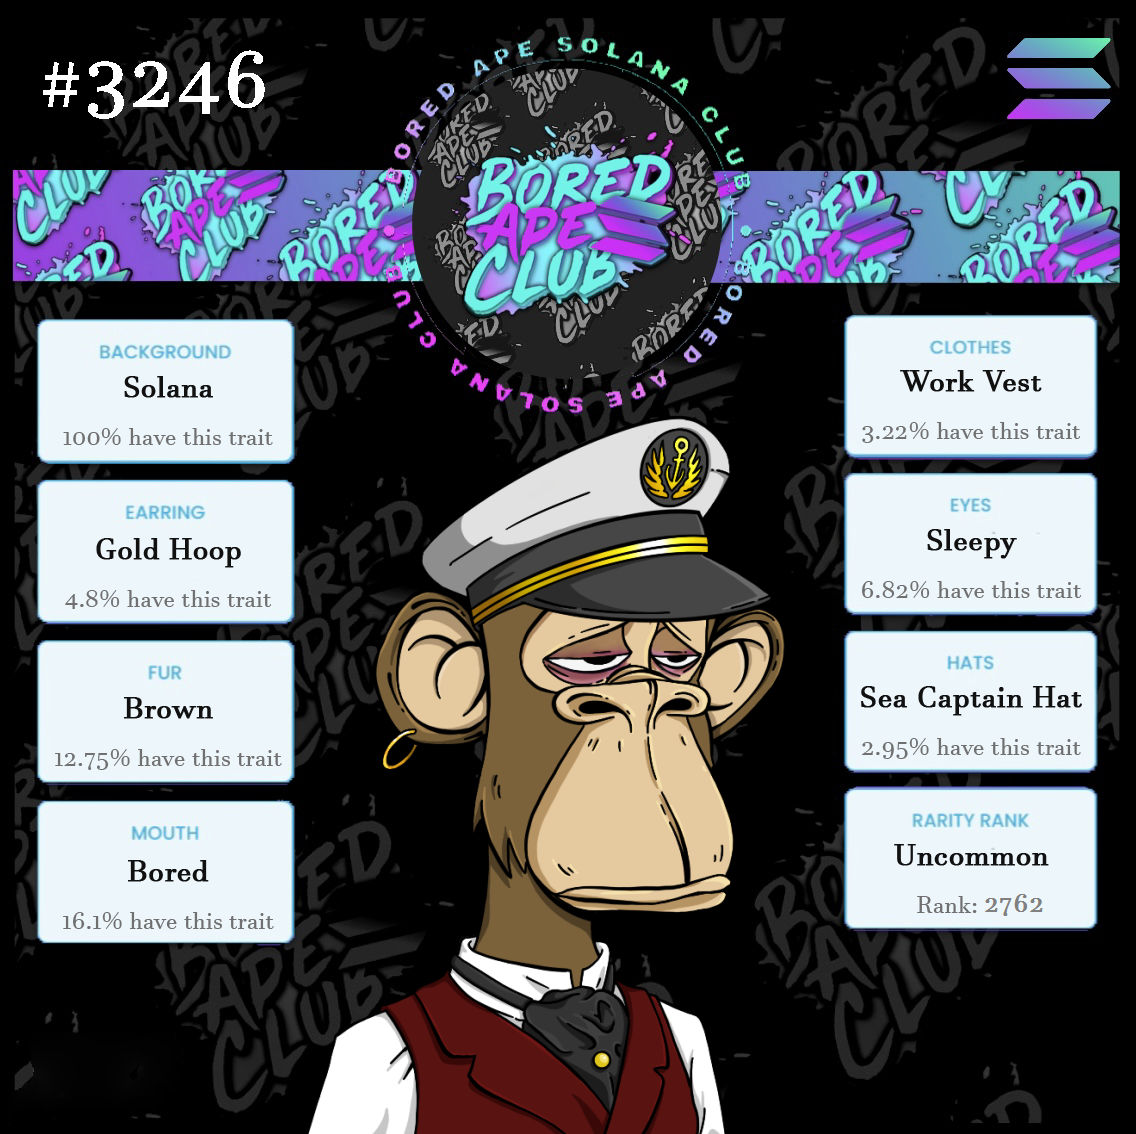 #3246
BORED APE SOLANA CLUB
BORED APE SOLANA CLUB
BORED
APE
CLUB
BACKGROUND
Solana
100% have this trait
EARRING
Gold Hoop
4.8% have this trait
FUR
Brown
12.75% have this trait
MOUTH
Bored
16.1% have this trait
CLOTHES
Work Vest
3.22% have this trait
EYES
Sleepy
6.82% have this trait
HATS
Sea Captain Hat
2.95% have this trait
RARITY RANK
Uncommon
Rank: 2762